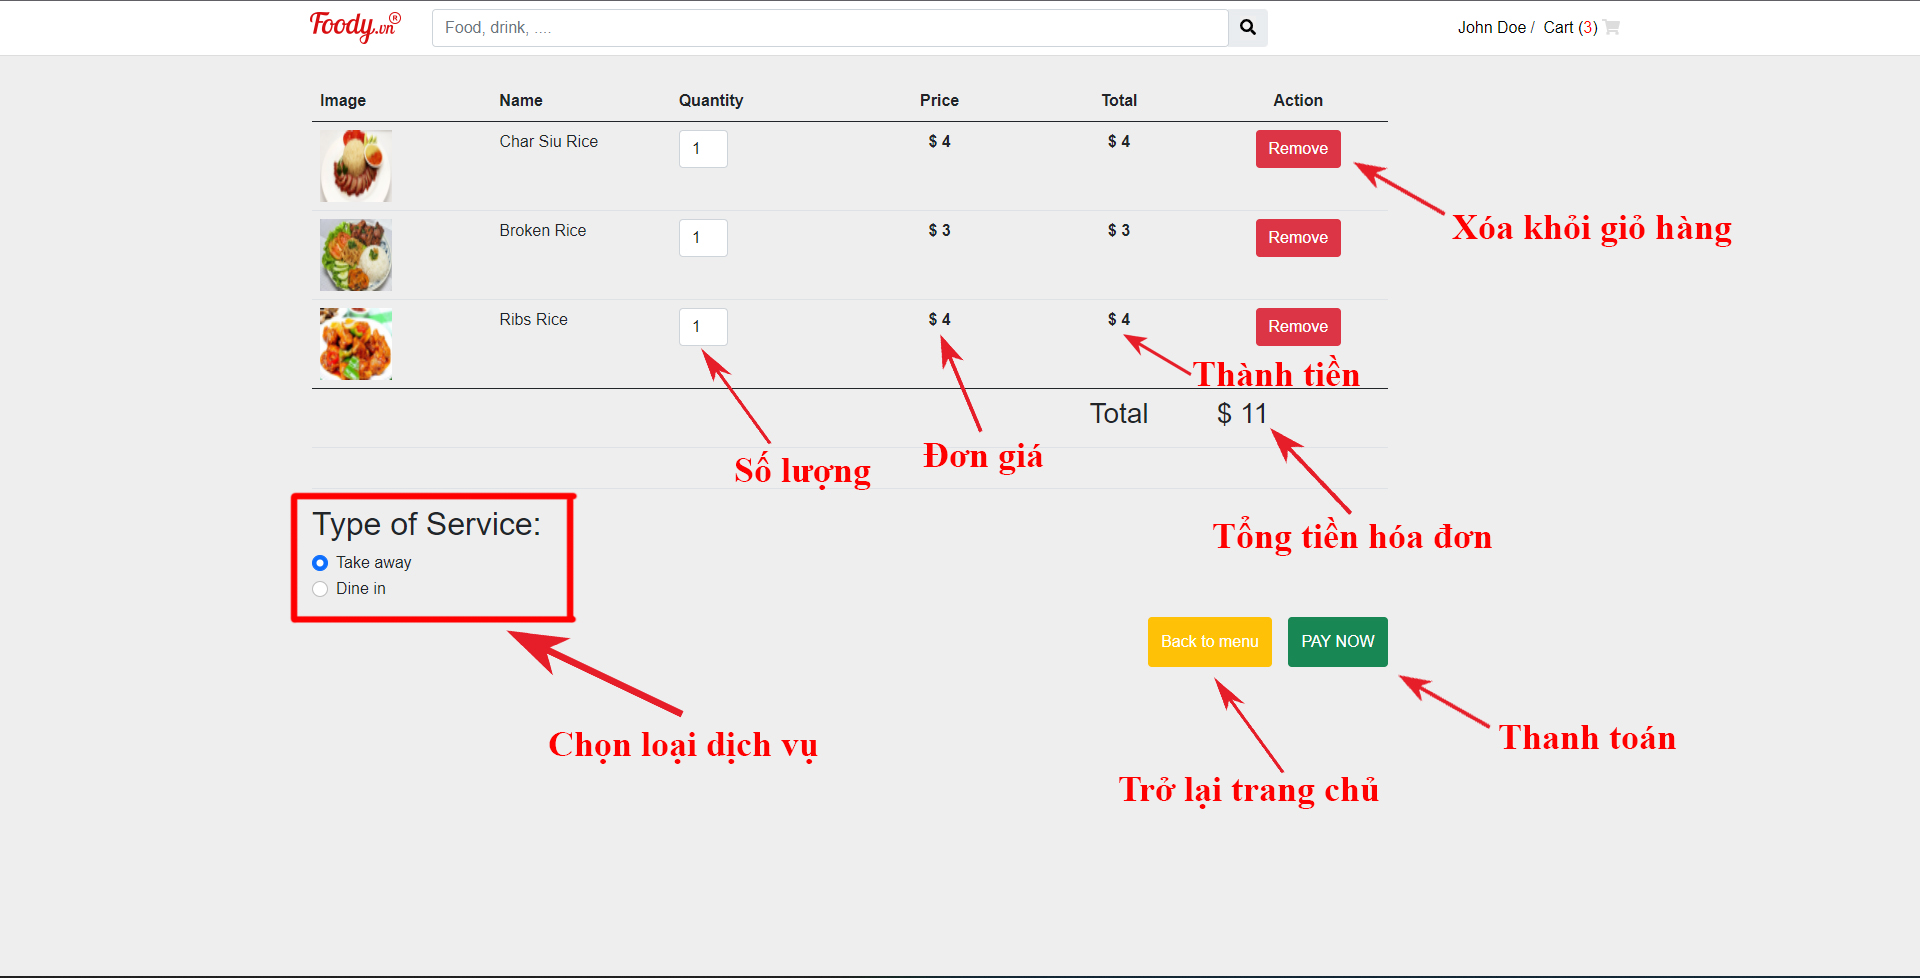 Foody.vn®
Food, drink, ....
John Doe / Cart (3)
Image Name Quantity Price Total Action
Char Siu Rice 1 $ 4 $ 4 Remove
Xóa khỏi giỏ hàng
Broken Rice 1 $ 3 $ 3 Remove
Ribs Rice 1 $ 4 $ 4 Remove
Thành tiền
Total $ 11
Số lượng
Đơn giá
Tổng tiền hóa đơn
Type of Service:
Take away
Dine in
Back to menu PAY NOW
Chọn loại dịch vụ
Thanh toán
Trở lại trang chủ